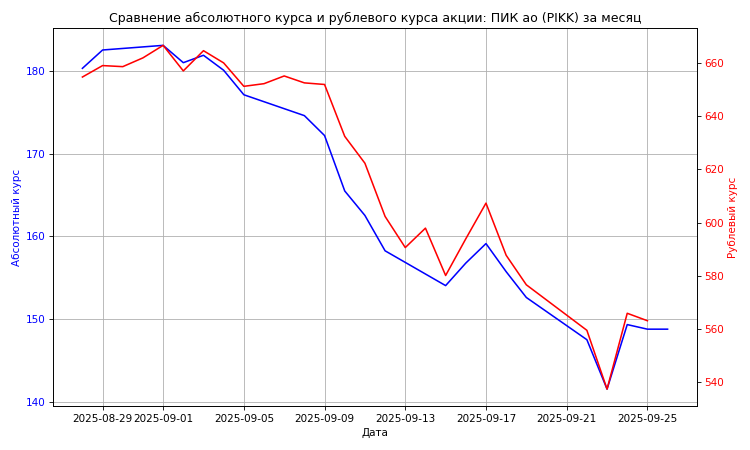 Сравнение абсолютного курса и рублевого курса акции: ПИК ао (PIKK) за месяц
Абсолютный курс
180
170
160
150
140
660
640
620
600
580
560
540
Рублевый курс
2025-08-29 2025-09-01 2025-09-05 2025-09-09 2025-09-13 2025-09-17 2025-09-21 2025-09-25
Дата